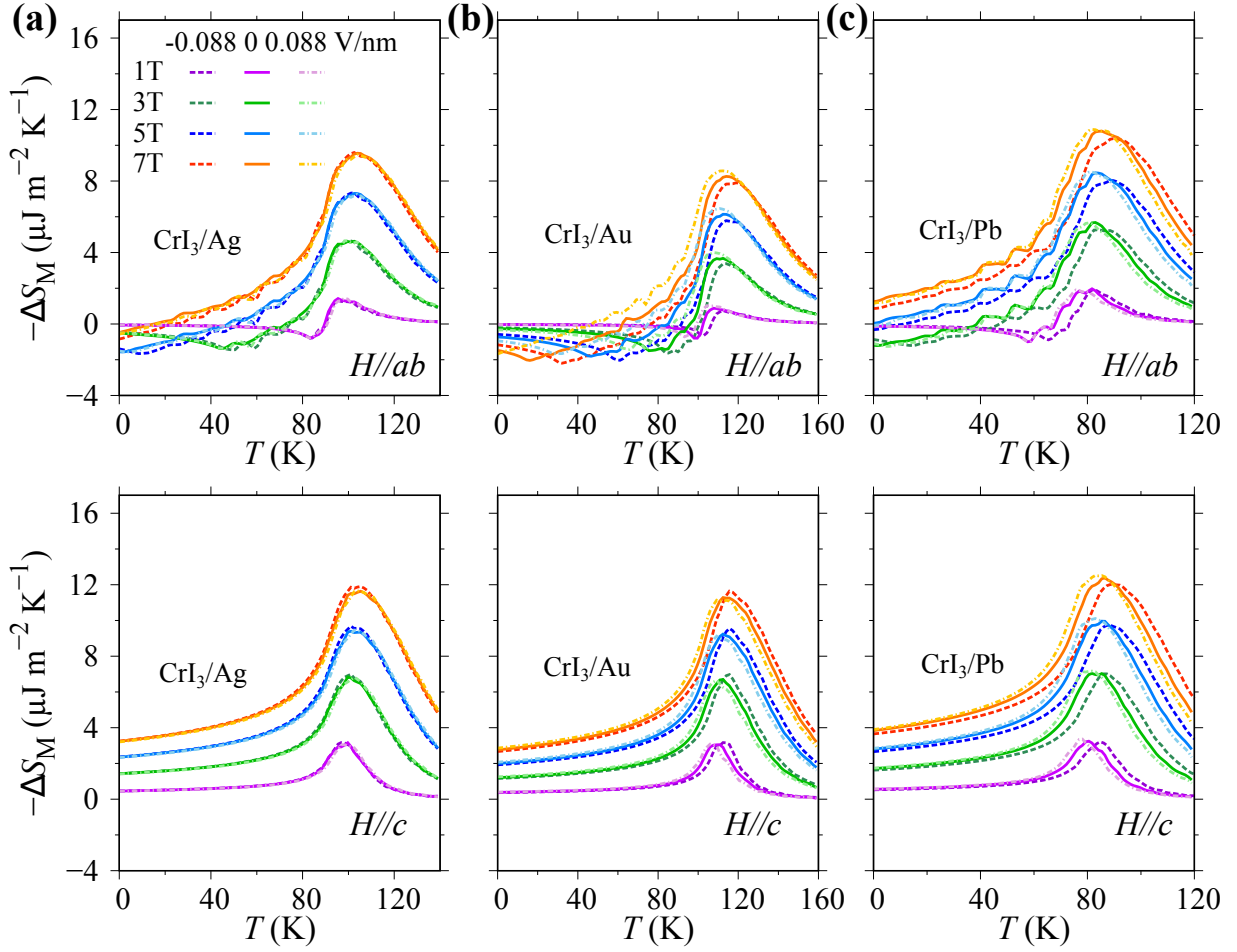 (a) (b) (c)
−ΔS_M (μJ m⁻² K⁻¹)
16
12
8
4
0
−4
-0.088 0 0.088 V/nm
1T
3T
5T
7T
CrI₃/Ag
H//ab
0 40 80 120
T (K)
CrI₃/Au
H//ab
0 40 80 120 160
T (K)
CrI₃/Pb
H//ab
0 40 80 120
T (K)
−ΔS_M (μJ m⁻² K⁻¹)
16
12
8
4
0
−4
CrI₃/Ag
H//c
0 40 80 120
T (K)
CrI₃/Au
H//c
0 40 80 120 160
T (K)
CrI₃/Pb
H//c
0 40 80 120
T (K)